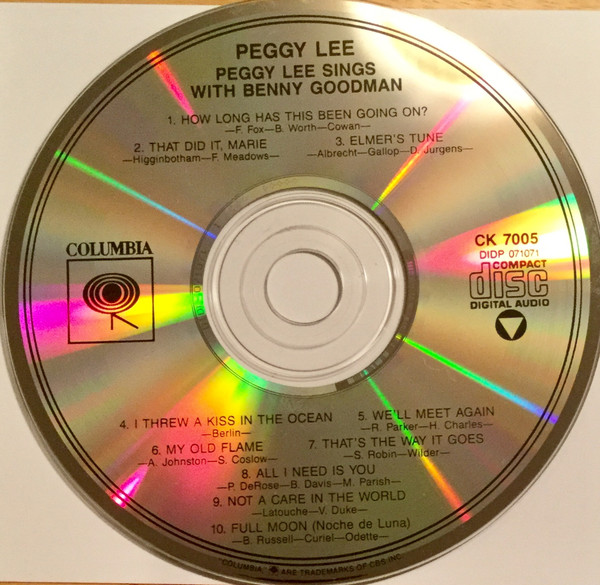 PEGGY LEE
PEGGY LEE SINGS
WITH BENNY GOODMAN
1. HOW LONG HAS THIS BEEN GOING ON?
—F. Fox—B. Worth—Cowan—
2. THAT DID IT, MARIE
—Higginbotham—F. Meadows—
3. ELMER'S TUNE
—Albrecht—Gallop—D. Jurgens—
COLUMBIA
CK 7005
DIDP 071071
COMPACT
disc
DIGITAL AUDIO
4. I THREW A KISS IN THE OCEAN
—Berlin—
5. WE'LL MEET AGAIN
—R. Parker—H. Charles—
6. MY OLD FLAME
—A. Johnston—S. Coslow—
7. THAT'S THE WAY IT GOES
—S. Robin—Wilder—
8. ALL I NEED IS YOU
—P. DeRose—B. Davis—M. Parish—
9. NOT A CARE IN THE WORLD
—Latouche—V. Duke—
10. FULL MOON (Noche de Luna)
—B. Russell—Curiel—Odette—
"COLUMBIA," ARE TRADEMARKS OF CBS INC.